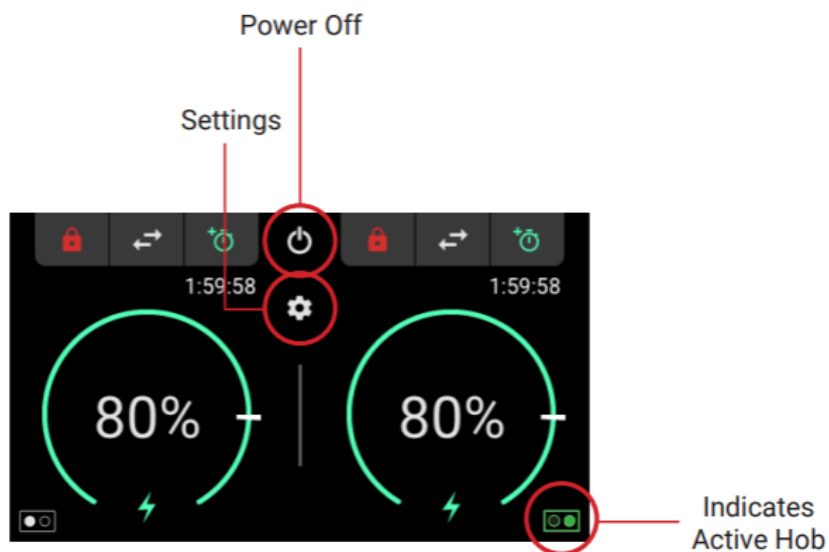 Power Off
Settings
1:59:58
1:59:58
80%
80%
Indicates
Active Hob